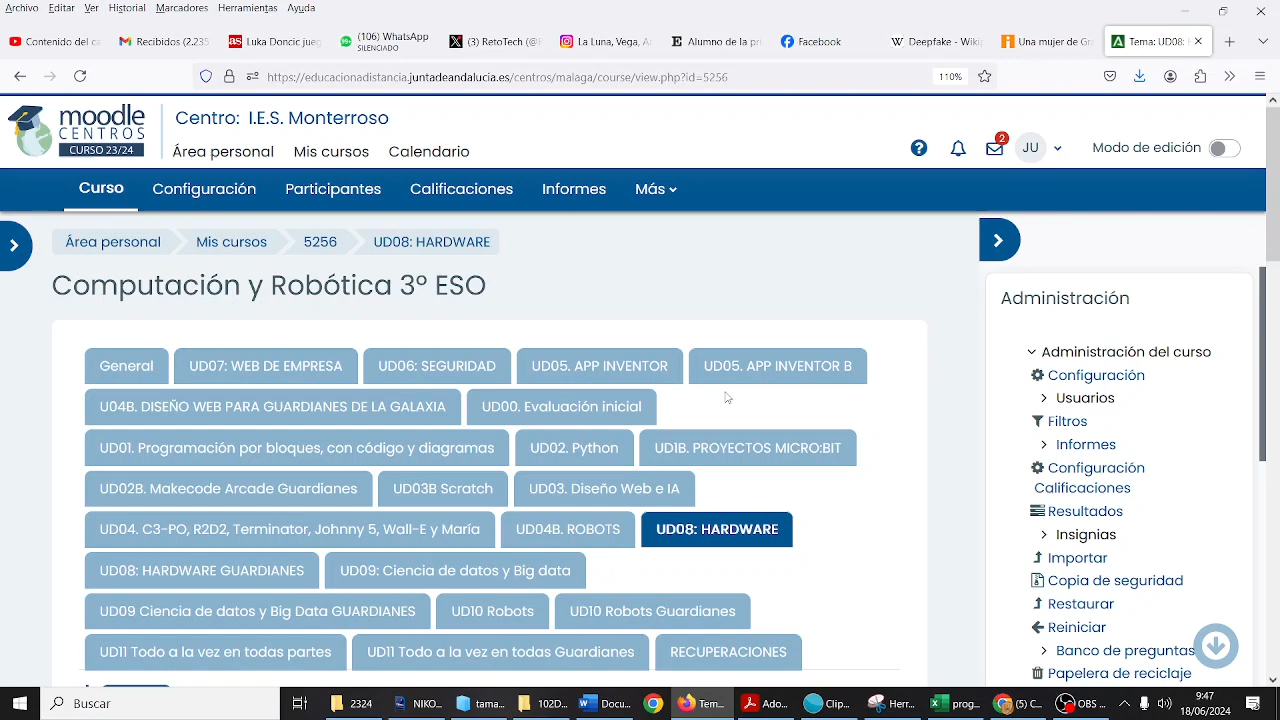 Archivo Editar Ver Historial Marcadores Herramientas Ayuda
Contenido del ca
Recibidos (2.235
Luka Doncic jue
(106) WhatsApp
SILENCIADO
(3) RetoTech (@P
La Luna, Vega, A
Alumno de la pri
Facebook
Deepfake - Wikip
Una mujer de Gra
Tema: UD08: H
https://educacionadistancia.juntadeandalucia.es/centros/malaga/course/view.php?id=5256
110%
moodle
CENTROS
CURSO 23/24
Centro: I.E.S. Monterroso
Área personal Mis cursos Calendario
2
JU
Modo de edición
Curso Configuración Participantes Calificaciones Informes Más
Área personal Mis cursos 5256 UD08: HARDWARE
Computación y Robótica 3º ESO
General UD07: WEB DE EMPRESA UD06: SEGURIDAD UD05. APP INVENTOR UD05. APP INVENTOR B
U04B. DISEÑO WEB PARA GUARDIANES DE LA GALAXIA UD00. Evaluación inicial
UD01. Programación por bloques, con código y diagramas UD02. Python UD1B. PROYECTOS MICRO:BIT
UD02B. Makecode Arcade Guardianes UD03B Scratch UD03. Diseño Web e IA
UD04. C3-PO, R2D2, Terminator, Johnny 5, Wall-E y María UD04B. ROBOTS UD08: HARDWARE
UD08: HARDWARE GUARDIANES UD09: Ciencia de datos y Big data
UD09 Ciencia de datos y Big Data GUARDIANES UD10 Robots UD10 Robots Guardianes
UD11 Todo a la vez en todas partes UD11 Todo a la vez en todas Guardianes RECUPERACIONES
Administración
Administración del curso
Configuración
Usuarios
Filtros
Informes
Configuración
Calificaciones
Resultados
Insignias
Importar
Copia de seguridad
Restaurar
Reiniciar
Banco de preguntas
Papelera de reciclaje
Buscar
2324
NIKO
tama
102D
Docu
Tem
Ado
Clip
Herr
prog
(5) C
OBS
9:47
18/06/2024